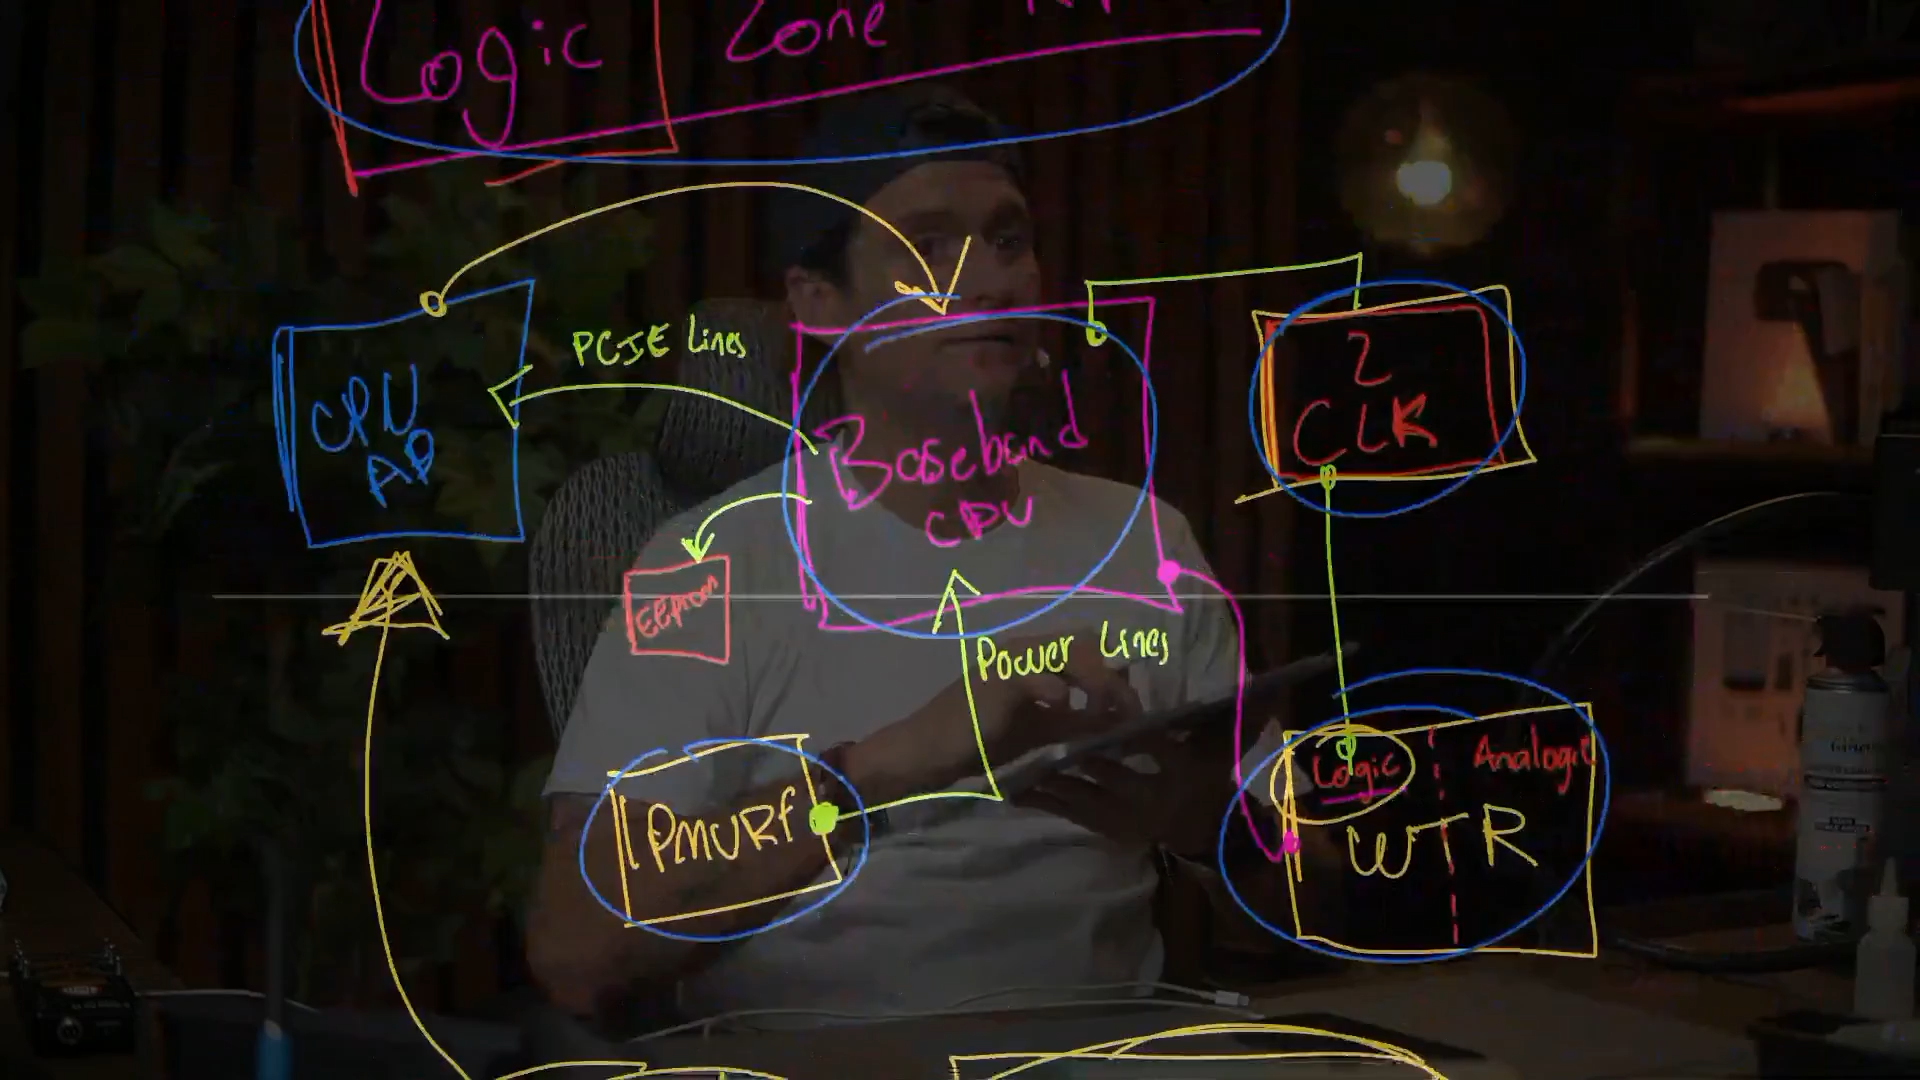 Logic Zone
PCIE Lines
CPU
AP
Baseband
CPU
2
CLK
EEprom
Power Lines
PMURf
Logic Analogic
WTR